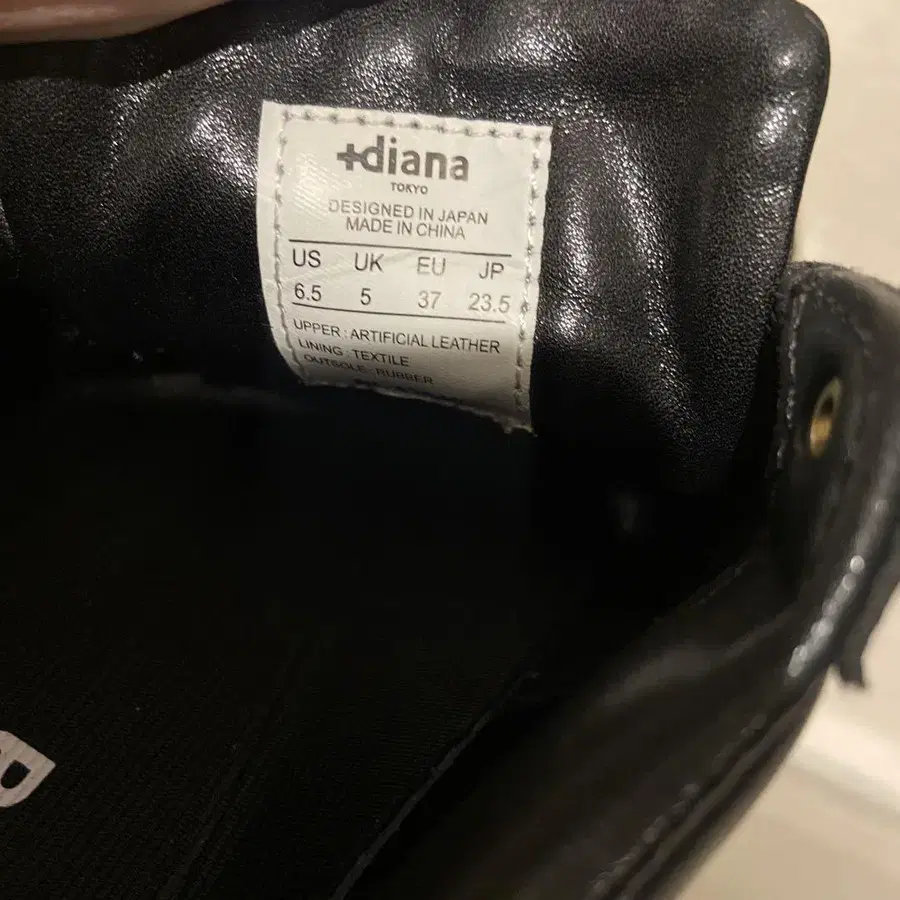 +diana
TOKYO
DESIGNED IN JAPAN
MADE IN CHINA
US UK EU JP
6.5 5 37 23.5
UPPER : ARTIFICIAL LEATHER
LINING : TEXTILE
OUTSOLE : RUBBER